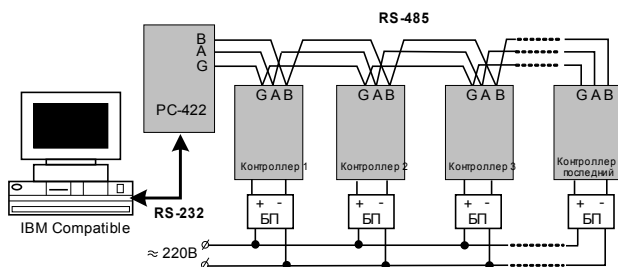 RS-485
B
A
G
PC-422
G A B
G A B
G A B
G A B
Контроллер 1
Контроллер 2
Контроллер 3
Контроллер
последний
RS-232
IBM Compatible
+ -
БП
+ -
БП
+ -
БП
+ -
БП
≈ 220В